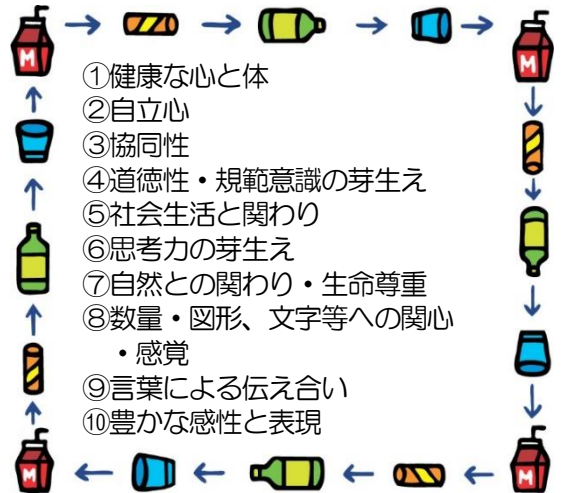 M
M
①健康な心と体
②自立心
③協同性
④道徳性・規範意識の芽生え
⑤社会生活と関わり
⑥思考力の芽生え
⑦自然との関わり・生命尊重
⑧数量・図形、文字等への関心
・感覚
⑨言葉による伝え合い
⑩豊かな感性と表現
M
M